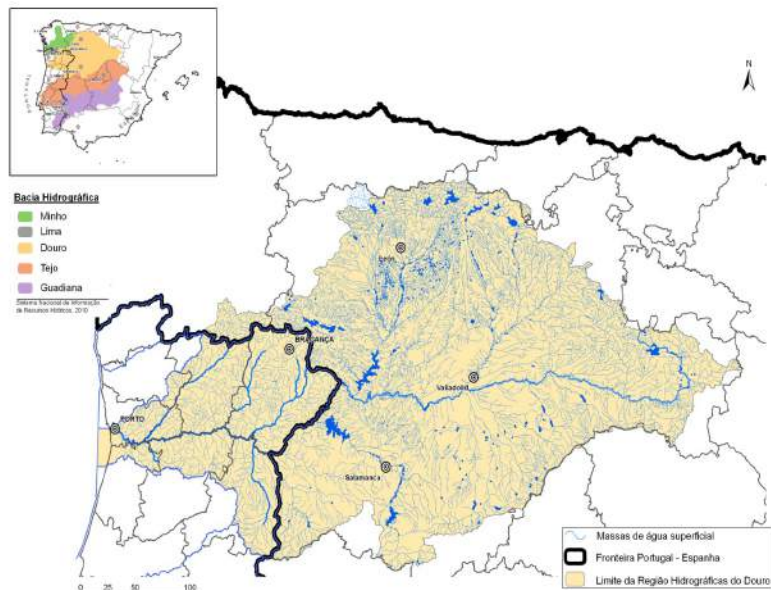 N
Bacia Hidrográfica
Minho
Lima
Douro
Tejo
Guadiana
Sistema Nacional de Informação
de Recursos Hídricos, 2010
León
BRAGANÇA
Valladolid
PORTO
Salamanca
Massas de água superficial
Fronteira Portugal - Espanha
Limite da Região Hidrográficas do Douro
0 25 50 100